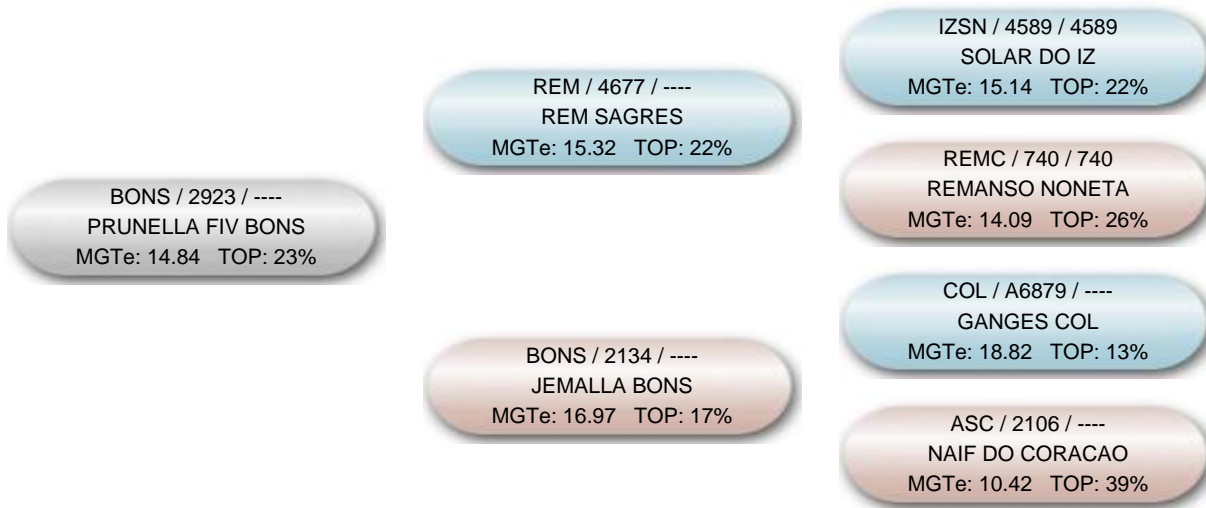 BONS / 2923 / ----
PRUNELLA FIV BONS
MGTe: 14.84 TOP: 23%
REM / 4677 / ----
REM SAGRES
MGTe: 15.32 TOP: 22%
BONS / 2134 / ----
JEMALLA BONS
MGTe: 16.97 TOP: 17%
IZSN / 4589 / 4589
SOLAR DO IZ
MGTe: 15.14 TOP: 22%
REMC / 740 / 740
REMANSO NONETA
MGTe: 14.09 TOP: 26%
COL / A6879 / ----
GANGES COL
MGTe: 18.82 TOP: 13%
ASC / 2106 / ----
NAIF DO CORACAO
MGTe: 10.42 TOP: 39%